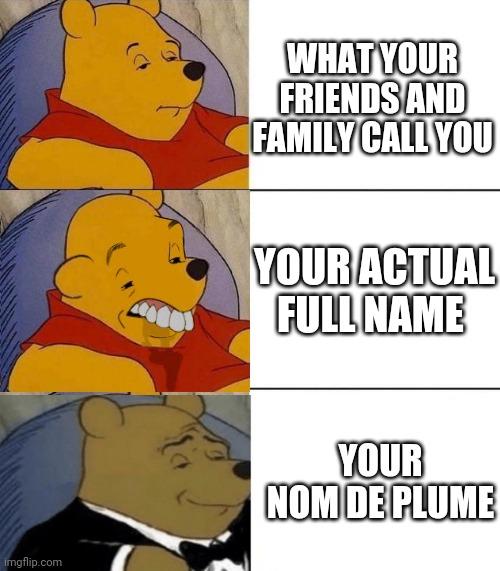 WHAT YOUR
FRIENDS AND
FAMILY CALL YOU
YOUR ACTUAL
FULL NAME
YOUR
NOM DE PLUME
imgflip.com